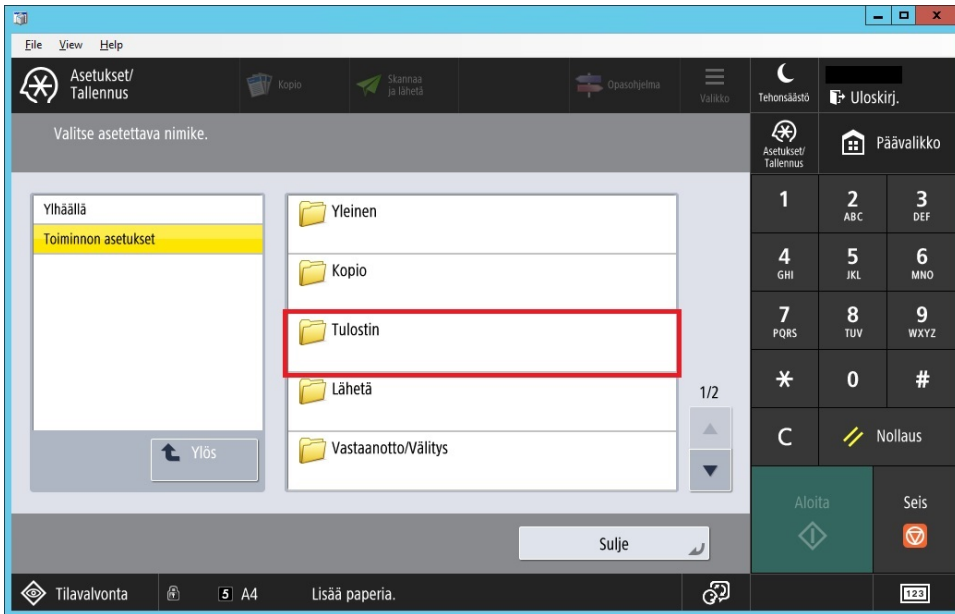 File View Help
Asetukset/
Tallennus
Kopio
Skannaa
ja lähetä
Opasohjelma
Valikko
Tehonsäästö
Uloskirj.
Valitse asetettava nimike.
Asetukset/
Tallennus
Päävalikko
Ylhäällä
Toiminnon asetukset
Ylös
Yleinen
Kopio
Tulostin
Lähetä
Vastaanotto/Välitys
1/2
Sulje
1
2
ABC
3
DEF
4
GHI
5
JKL
6
MNO
7
PQRS
8
TUV
9
WXYZ
0
#
C
Nollaus
Aloita
Seis
Tilavalvonta
5 A4
Lisää paperia.
123